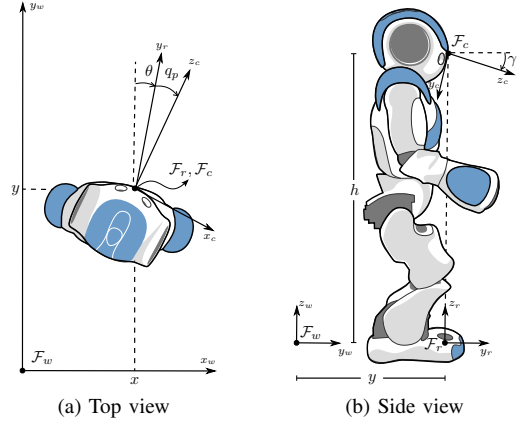 y_w
y_r
z_c
θ
q_p
F_r, F_c
y
x_c
F_w
x_w
x
(a) Top view
F_c
θ
γ
y_c
z_c
h
z_w
z_r
F_w
F_r
y_w
y_r
y
(b) Side view